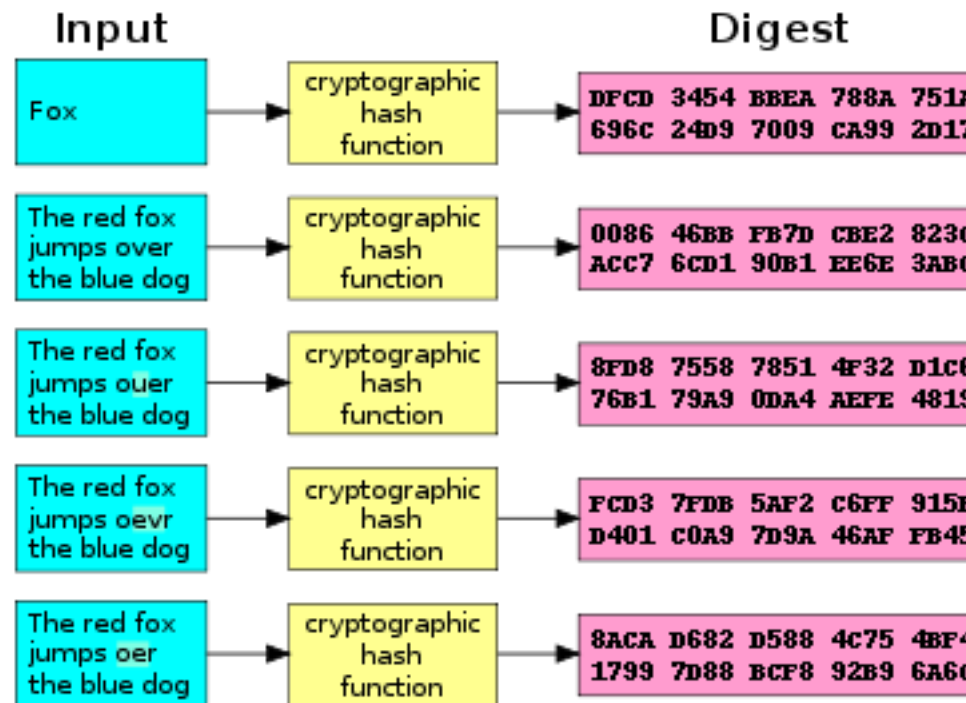 Input
Digest
Fox
cryptographic
hash
function
DFCD 3454 BBEA 788A
696C 24D9 7009 CA99 2D17
The red fox
jumps over
the blue dog
cryptographic
hash
function
0086 46BB FB7D CBE2
ACC7 6CD1 90B1 EE6E
The red fox
jumps ouer
the blue dog
cryptographic
hash
function
8FD8 7558 7851 4F32
76B1 79A9 0DA4 AEFE 4819
The red fox
jumps oevr
the blue dog
cryptographic
hash
function
FCD3 7FDB 5AF2 C6FF
D401 C0A9 7D9A 46AF FB45
The red fox
jumps oer
the blue dog
cryptographic
hash
function
8ACA D682 D588 4C75 4BF4
1799 7D88 BCF8 92B9